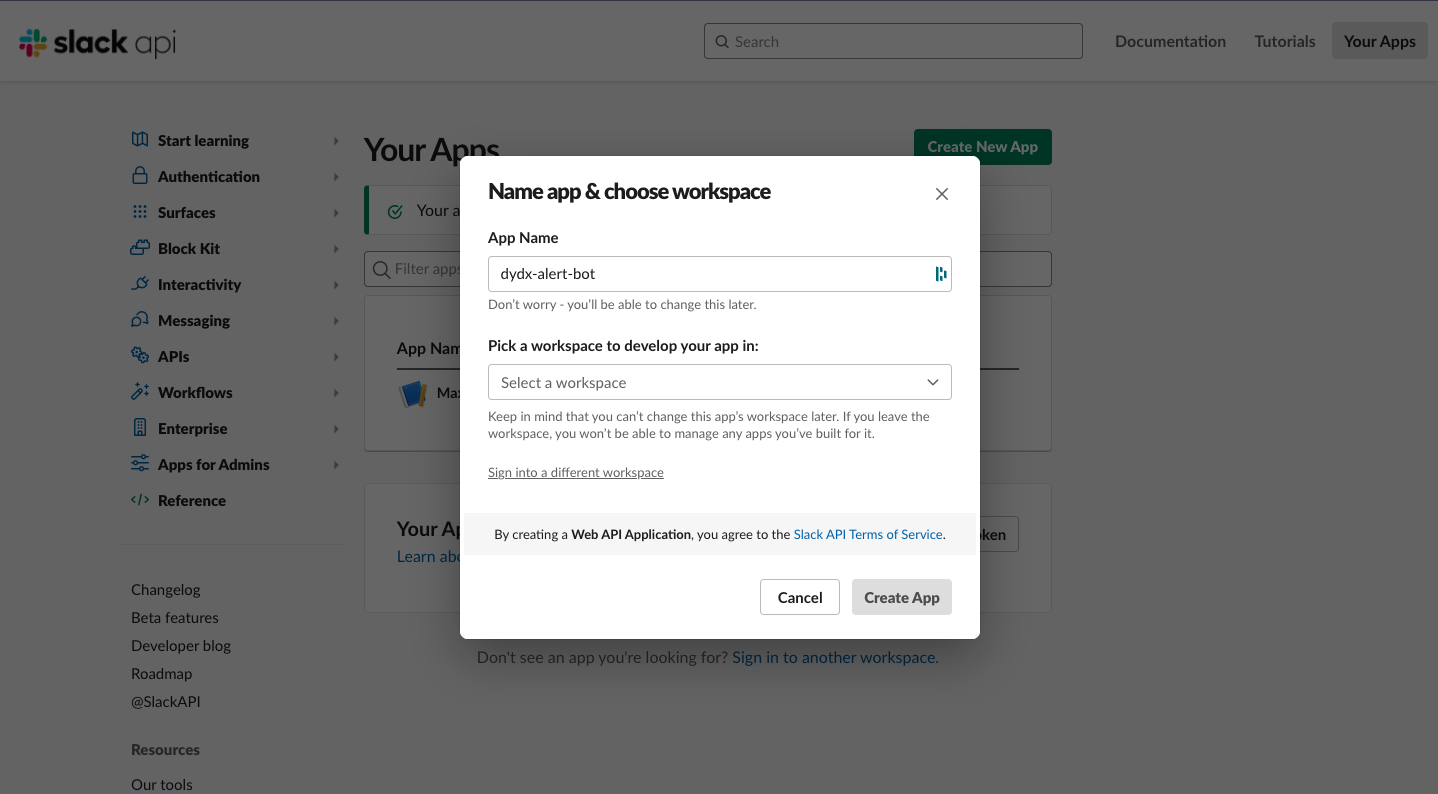 slack api
Search
Documentation
Tutorials
Your Apps
Start learning
Authentication
Surfaces
Block Kit
Interactivity
Messaging
APIs
Workflows
Enterprise
Apps for Admins
Reference
Changelog
Beta features
Developer blog
Roadmap
@SlackAPI
Resources
Our tools
Your Apps
Create New App
Your a
Filter apps
App Nam
Max
Your Ap
Learn abo
ken
Don't see an app you're looking for? Sign in to another workspace.
Name app & choose workspace
App Name
dydx-alert-bot
Don't worry - you'll be able to change this later.
Pick a workspace to develop your app in:
Select a workspace
Keep in mind that you can't change this app's workspace later. If you leave the
workspace, you won't be able to manage any apps you've built for it.
Sign into a different workspace
By creating a Web API Application, you agree to the Slack API Terms of Service.
Cancel
Create App